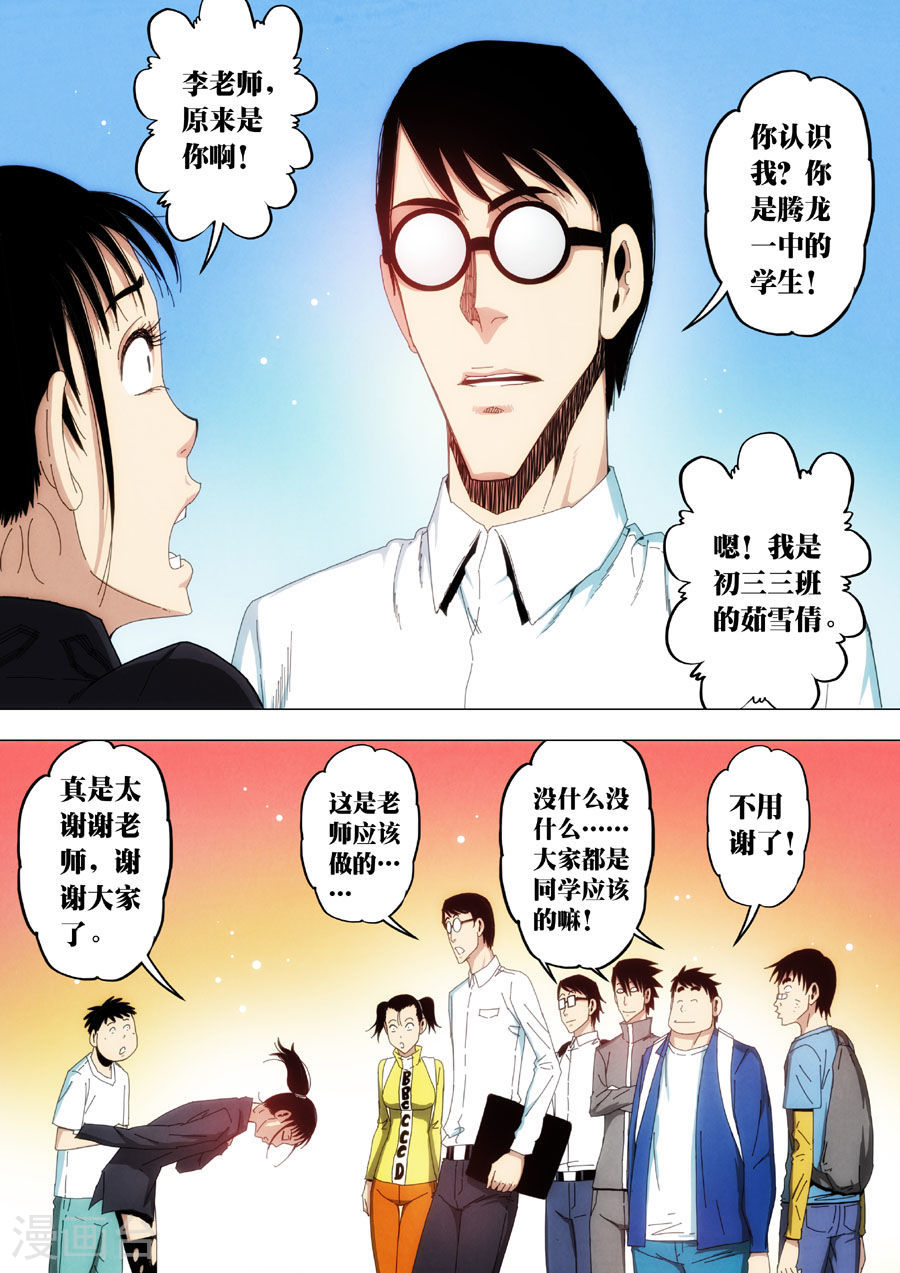 李老师，
原来是
你啊！
你认识
我？你
是腾龙
一中的
学生！
嗯！我是
初三三班
的茹雪倩。
真是太
谢谢老
师，谢
谢大家
了。
这是老
师应该
做的…
…
没什么没
什么……
大家都是
同学应该
的嘛！
不用
谢了！
B
B
C
C
C
C
D
漫画台